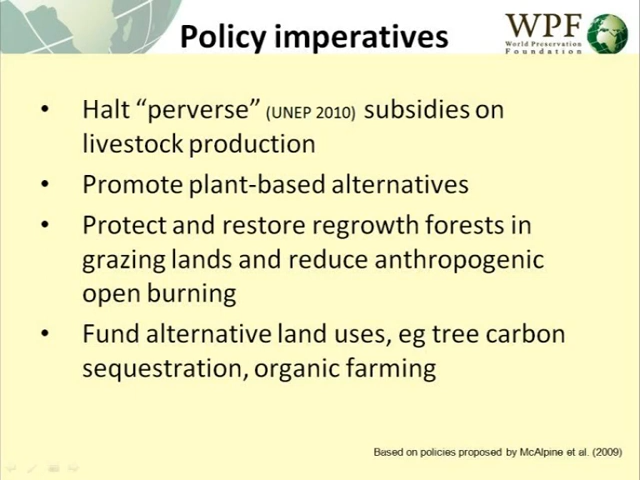 Policy imperatives
WPF
World Preservation
Foundation
• Halt “perverse” (UNEP 2010) subsidies on
livestock production
• Promote plant-based alternatives
• Protect and restore regrowth forests in
grazing lands and reduce anthropogenic
open burning
• Fund alternative land uses, eg tree carbon
sequestration, organic farming
Based on policies proposed by McAlpine et al. (2009)